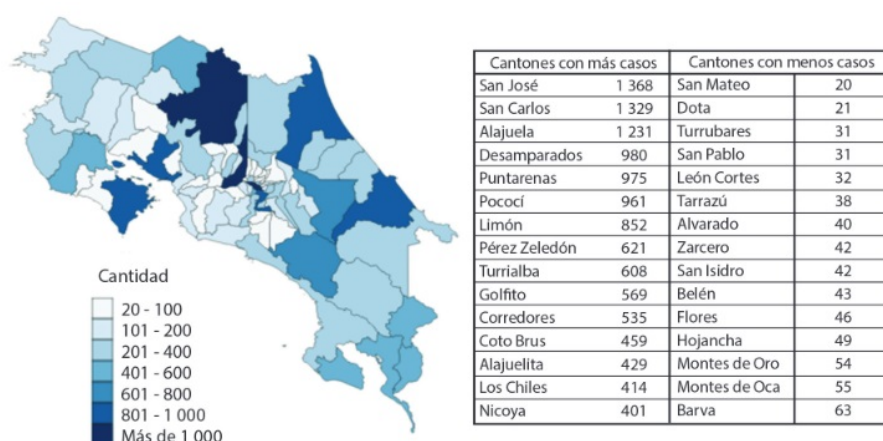 Cantidad
20 - 100
101 - 200
201 - 400
401 - 600
601 - 800
801 - 1 000
Más de 1 000
Cantones con más casos Cantones con menos casos
San José 1 368 San Mateo 20
San Carlos 1 329 Dota 21
Alajuela 1 231 Turrubares 31
Desamparados 980 San Pablo 31
Puntarenas 975 León Cortes 32
Pococí 961 Tarrazú 38
Limón 852 Alvarado 40
Pérez Zeledón 621 Zarcero 42
Turrialba 608 San Isidro 42
Golfito 569 Belén 43
Corredores 535 Flores 46
Coto Brus 459 Hojancha 49
Alajuelita 429 Montes de Oro 54
Los Chiles 414 Montes de Oca 55
Nicoya 401 Barva 63